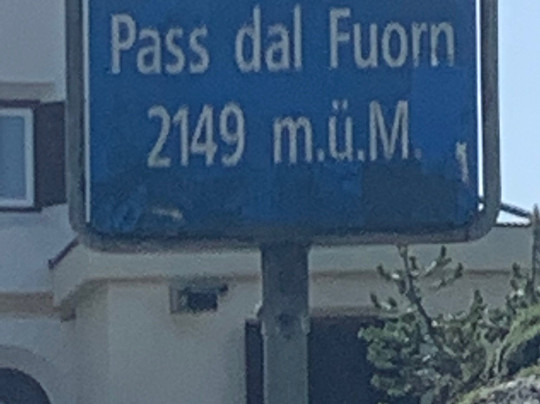 Pass dal Fuorn
2149 m.ü.M.